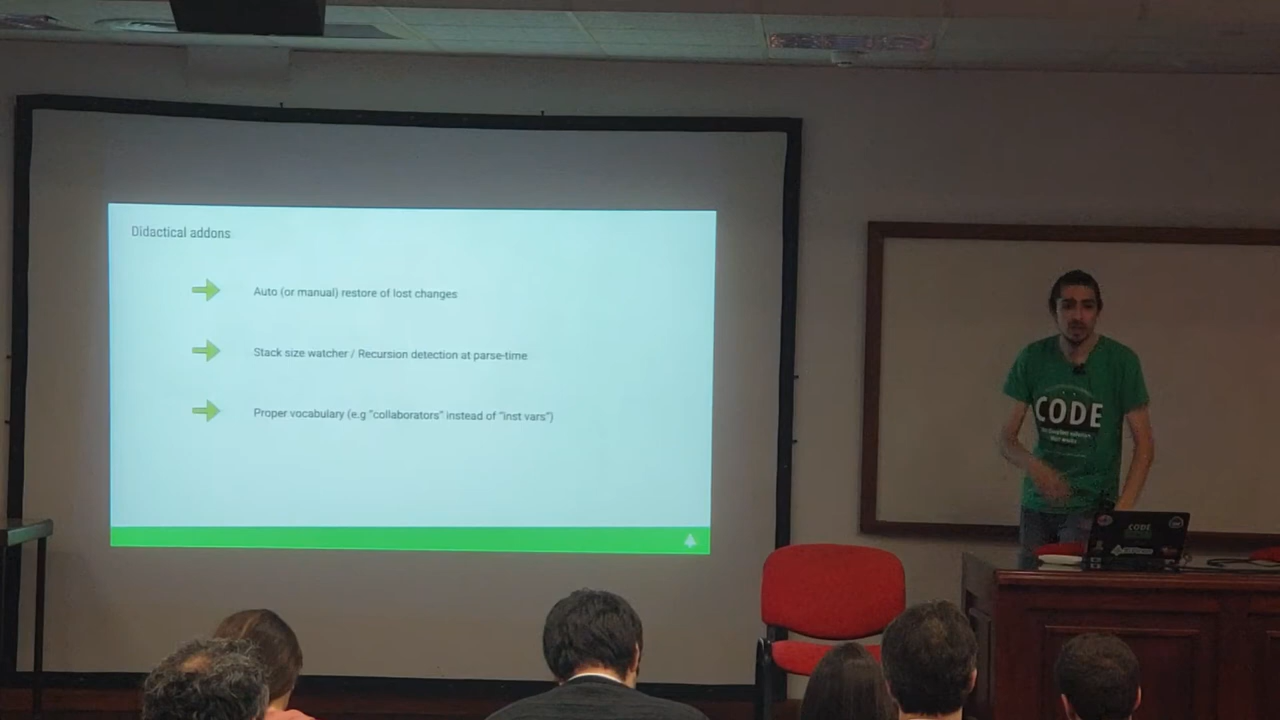 Didactical addons
Auto (or manual) restore of lost changes
Stack size watcher / Recursion detection at parse-time
Proper vocabulary (e.g "collaborators" instead of "inst vars")
CODE
CODE